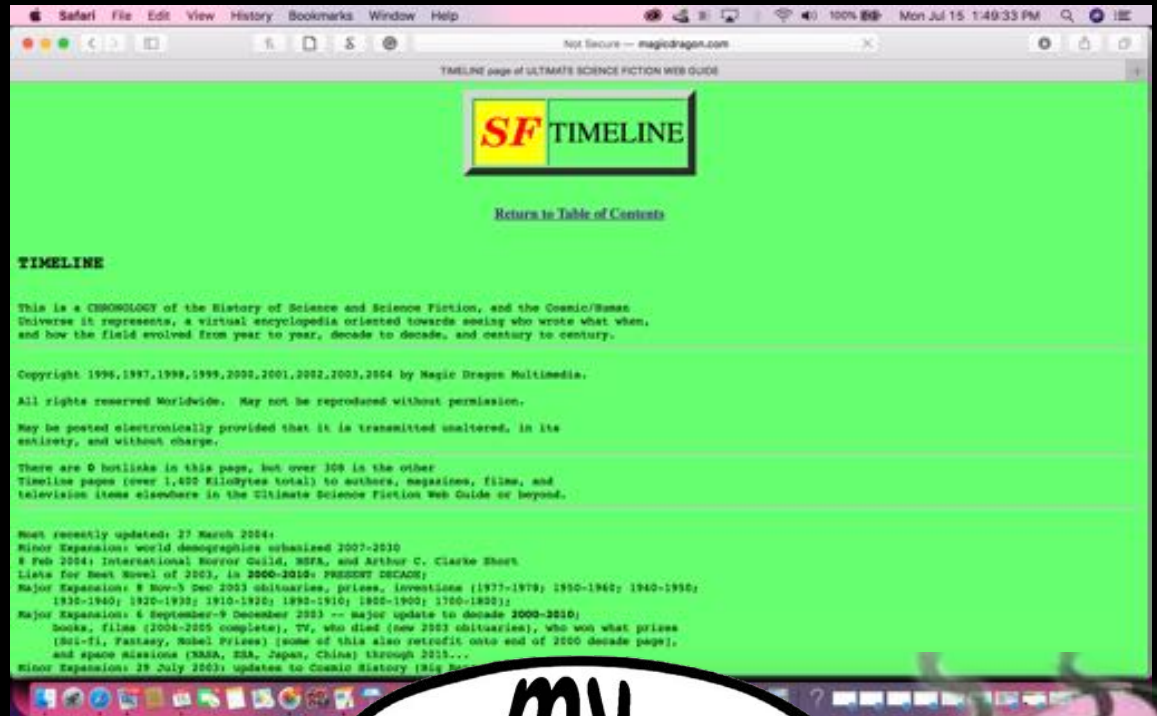 Safari File Edit View History Bookmarks Window Help 100% Mon Jul 15 1:49:33 PM
Not Secure — magicdragon.com
TIMELINE page of ULTIMATE SCIENCE FICTION WEB GUIDE
SF TIMELINE
Return to Table of Contents
TIMELINE
This is a CHRONOLOGY of the History of Science and Science Fiction, and the Cosmic/Human
Universe it represents, a virtual encyclopedia oriented towards seeing who wrote what when,
and how the field evolved from year to year, decade to decade, and century to century.
Copyright 1996,1997,1998,1999,2000,2001,2002,2003,2004 by Magic Dragon Multimedia.
All rights reserved Worldwide. May not be reproduced without permission.
May be posted electronically provided that it is transmitted unaltered, in its
entirety, and without charge.
There are 0 hotlinks in this page, but over 308 in the other
Timeline pages (over 1,400 KiloBytes total) to authors, magazines, films, and
television items elsewhere in the Ultimate Science Fiction Web Guide or beyond.
Most recently updated: 27 March 2004:
Minor Expansion: world demographics urbanized 2007-2030
8 Feb 2004: International Horror Guild, BSFA, and Arthur C. Clarke Short
Lists for Best Novel of 2003, in 2000-2010: PRESENT DECADE;
Major Expansion: 8 Nov-5 Dec 2003 obituaries, prizes, inventions (1977-1978; 1950-1960; 1940-1950;
1930-1940; 1920-1930; 1910-1920; 1890-1910; 1800-1900; 1700-1800);
Major Expansion: 6 September-9 December 2003 -- major update to decade 2000-2010;
books, films (2004-2005 complete), TV, who died (new 2003 obituaries), who won what prizes
(Sci-fi, Fantasy, Nobel Prizes) (some of this also retrofit onto end of 2000 decade page),
and space missions (NASA, ESA, Japan, China) through 2015...
Minor Expansion: 29 July 2003: updates to Cosmic History (Big
my